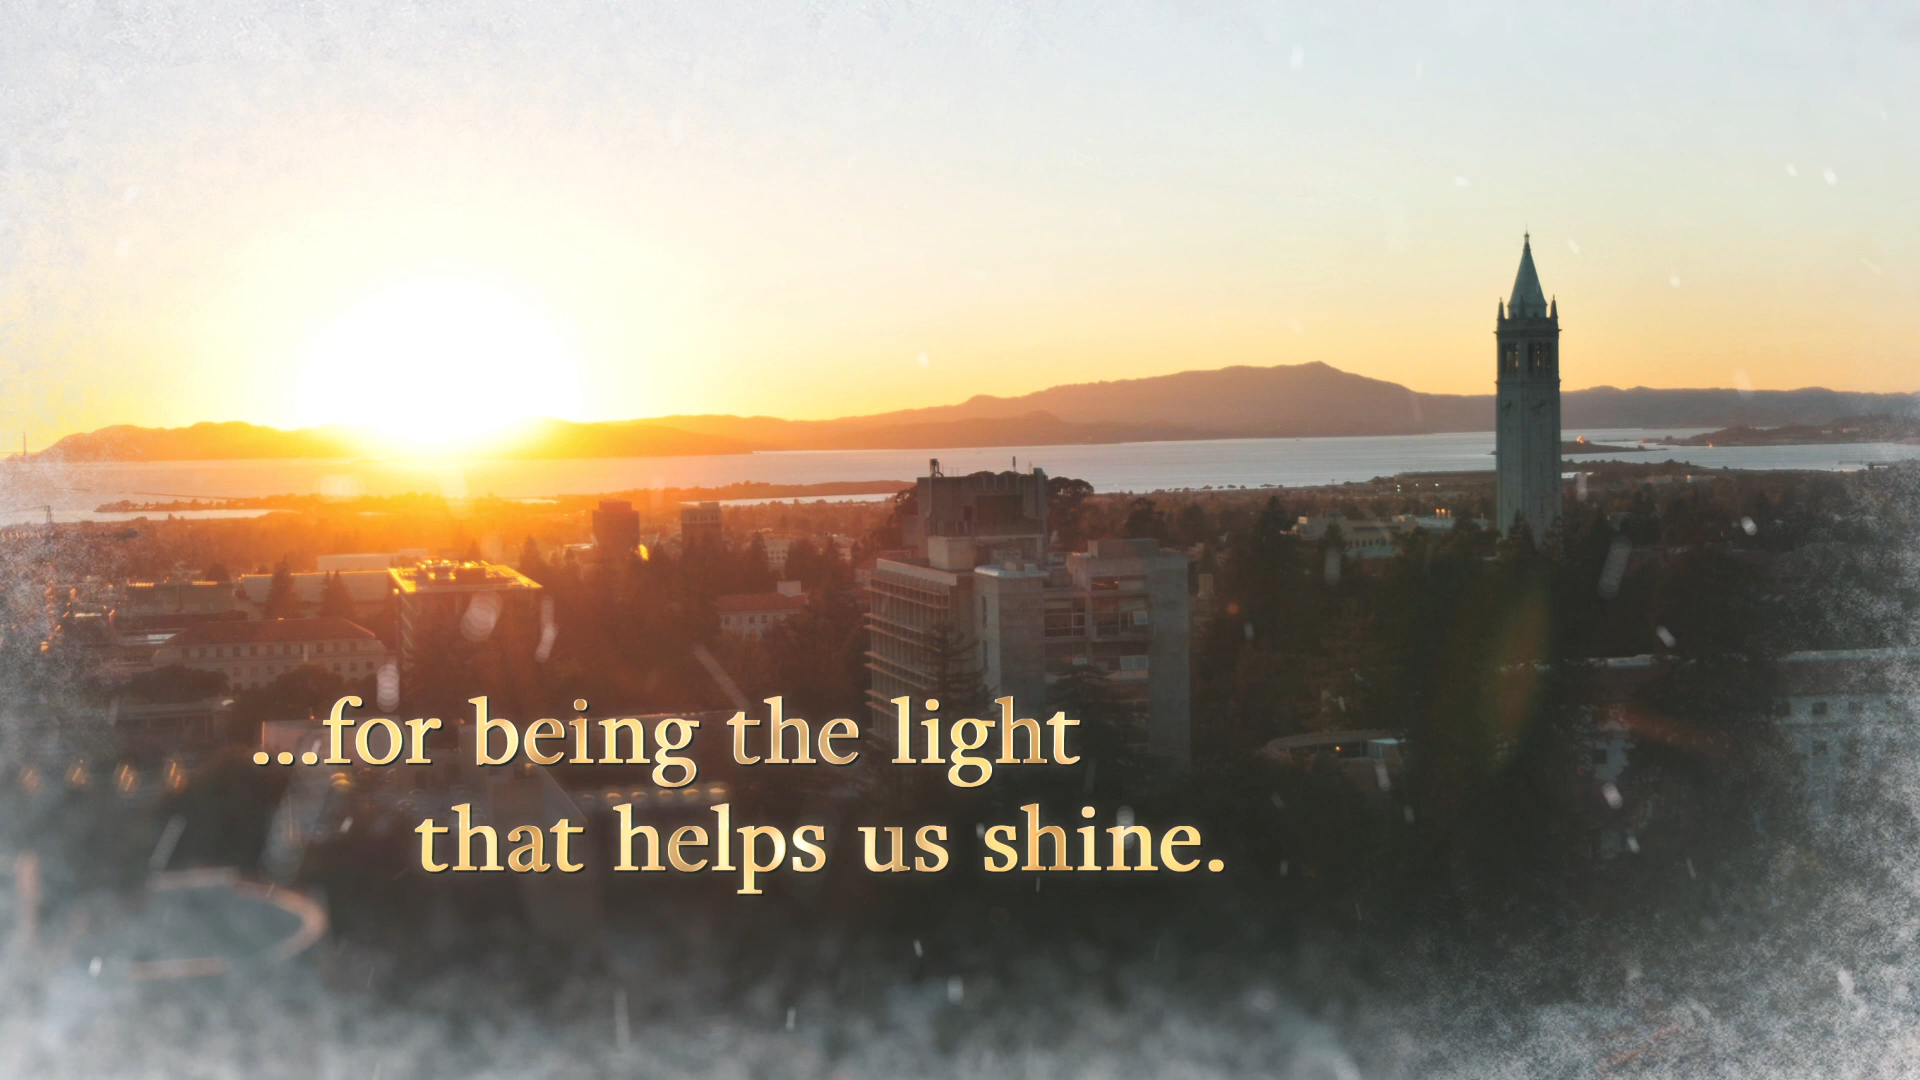 ...for being the light
that helps us shine.